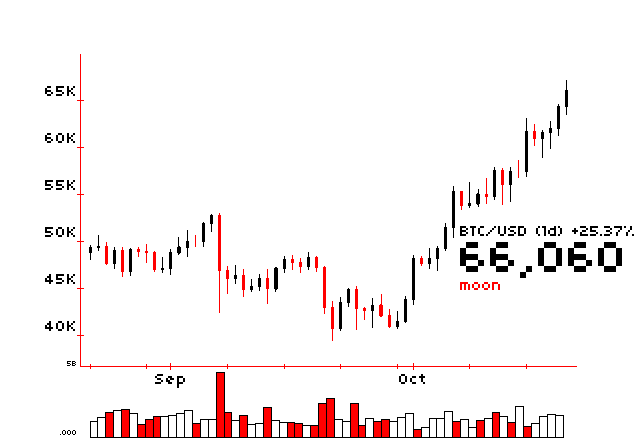 65K
60K
55K
50K
BTC/USD (1d) +25.37%
66,060
45K
moon
40K
5B
Sep Oct
.000